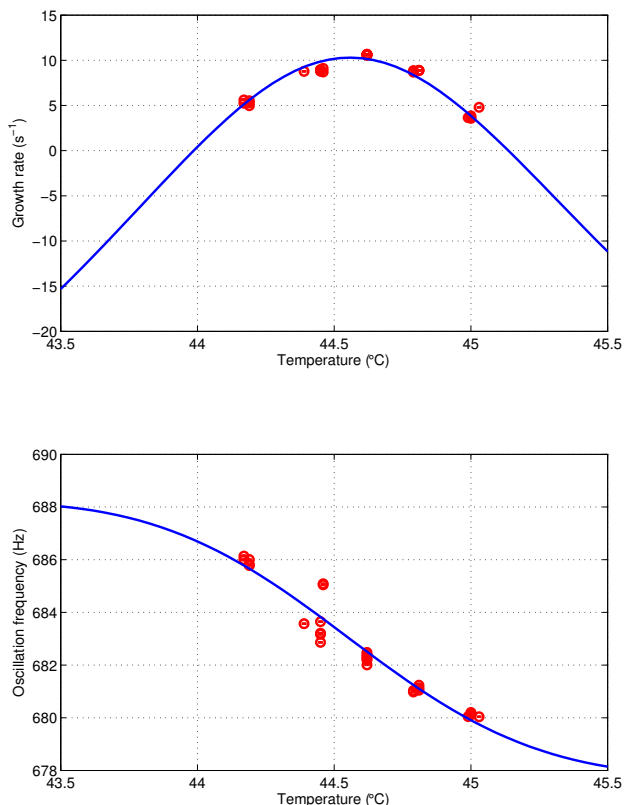 15
10
5
0
−5
−10
−15
−20
43.5 44 44.5 45 45.5
Growth rate (s⁻¹)
Temperature (°C)
690
688
686
684
682
680
678
43.5 44 44.5 45 45.5
Oscillation frequency (Hz)
Temperature (°C)